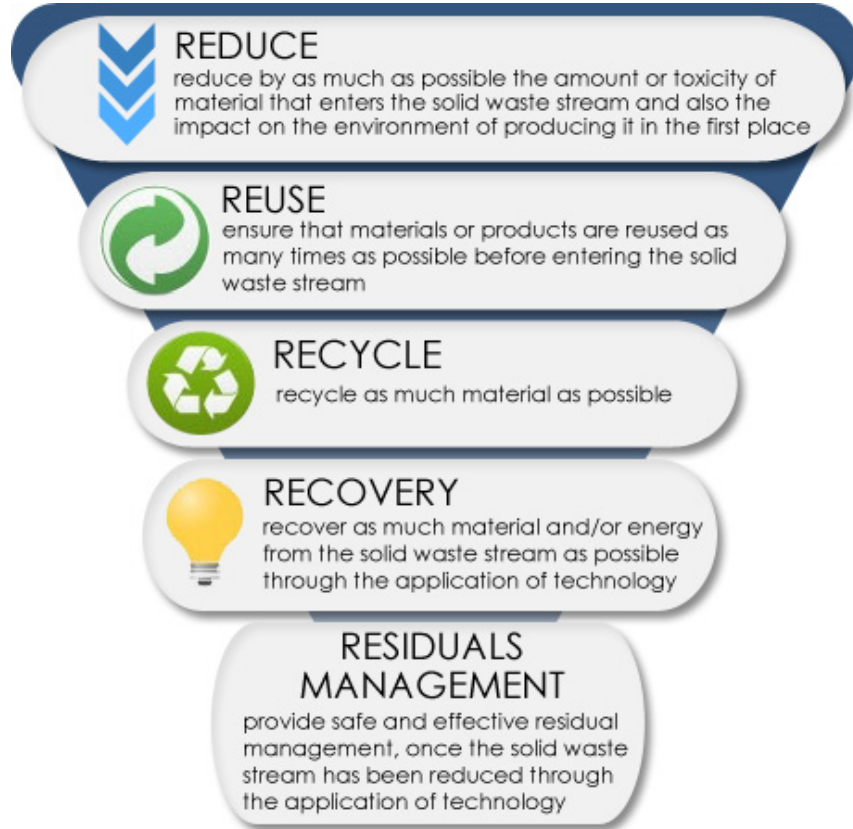 REDUCE
reduce by as much as possible the amount or toxicity of
material that enters the solid waste stream and also the
impact on the environment of producing it in the first place
REUSE
ensure that materials or products are reused as
many times as possible before entering the solid
waste stream
RECYCLE
recycle as much material as possible
RECOVERY
recover as much material and/or energy
from the solid waste stream as possible
through the application of technology
RESIDUALS
MANAGEMENT
provide safe and effective residual
management, once the solid waste
stream has been reduced through
the application of technology